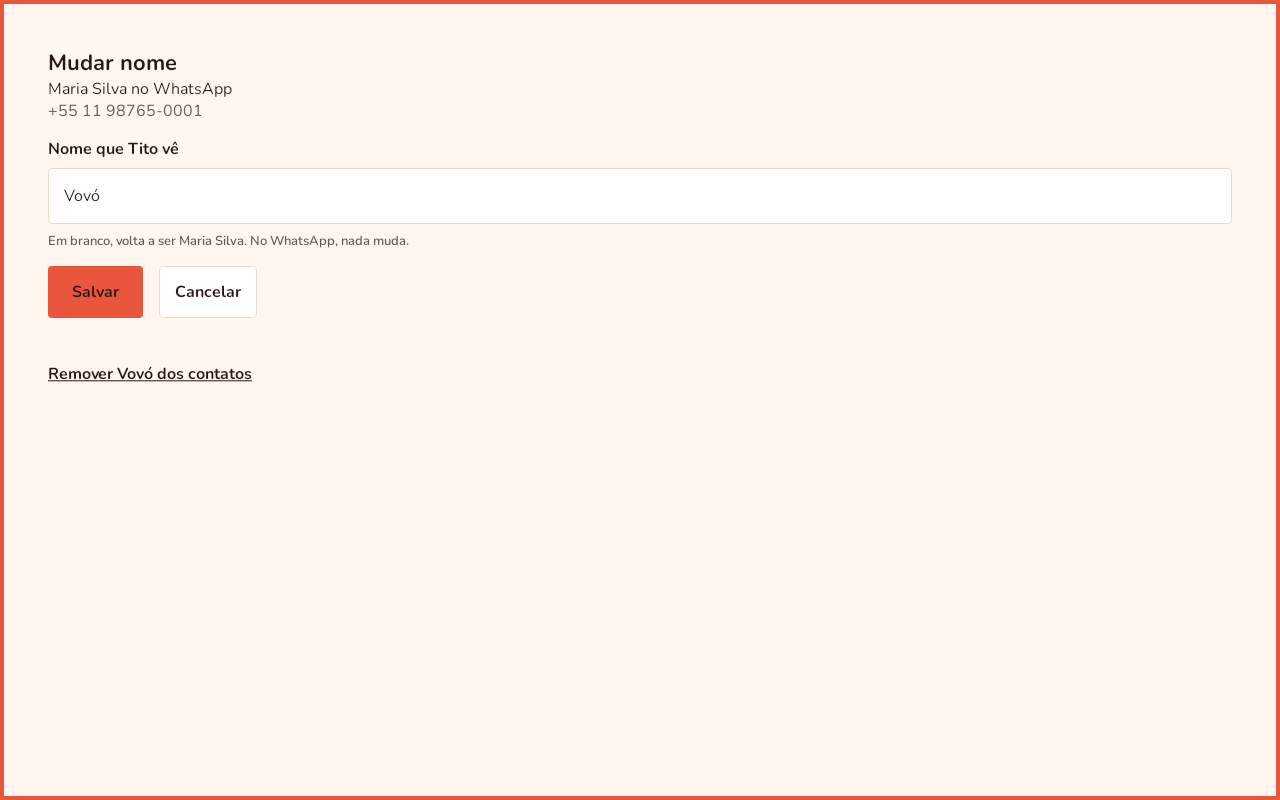 Mudar nome
Maria Silva no WhatsApp
+55 11 98765-0001
Nome que Tito vê
Vovó
Em branco, volta a ser Maria Silva. No WhatsApp, nada muda.
Salvar
Cancelar
Remover Vovó dos contatos